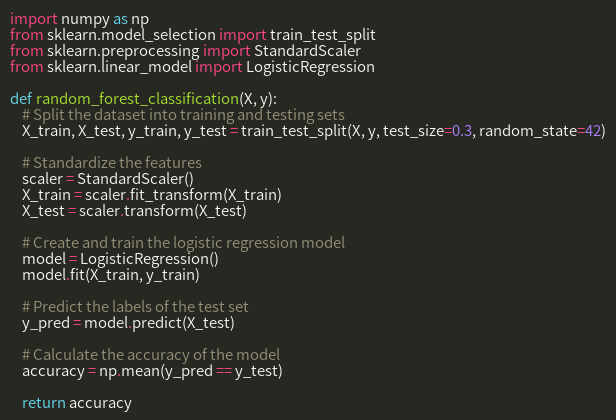 import numpy as np
from sklearn.model_selection import train_test_split
from sklearn.preprocessing import StandardScaler
from sklearn.linear_model import LogisticRegression

def random_forest_classification(X, y):
    # Split the dataset into training and testing sets
    X_train, X_test, y_train, y_test = train_test_split(X, y, test_size=0.3, random_state=42)

    # Standardize the features
    scaler = StandardScaler()
    X_train = scaler.fit_transform(X_train)
    X_test = scaler.transform(X_test)

    # Create and train the logistic regression model
    model = LogisticRegression()
    model.fit(X_train, y_train)

    # Predict the labels of the test set
    y_pred = model.predict(X_test)

    # Calculate the accuracy of the model
    accuracy = np.mean(y_pred == y_test)

    return accuracy